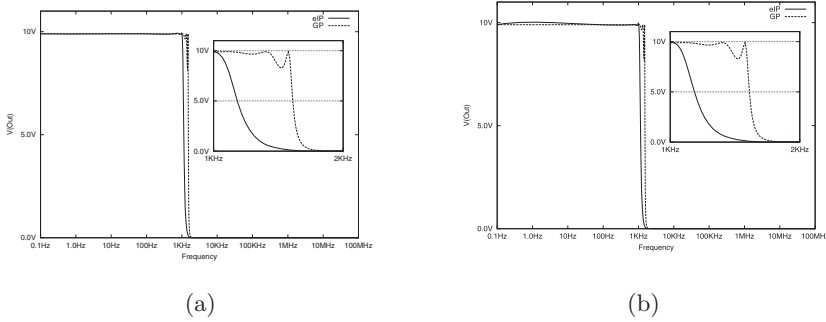 10V
5.0V
0.0V
V(Out)
eIP
GP
10V
5.0V
0.0V
1KHz 2KHz
0.1Hz 1.0Hz 10Hz 100Hz 1KHz 10KHz 100KHz 1MHz 10MHz 100MHz
Frequency
(a)
10V
5.0V
0.0V
V(Out)
eIP
GP
10V
5.0V
0.0V
1KHz 2KHz
0.1Hz 1.0Hz 10Hz 100Hz 1KHz 10KHz 100KHz 1MHz 10MHz 100MHz
Frequency
(b)